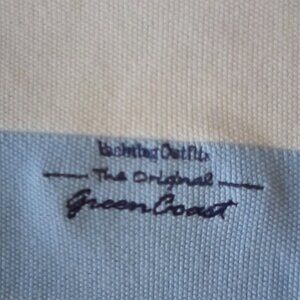 Yachting Outfits
The Original
Green Coast